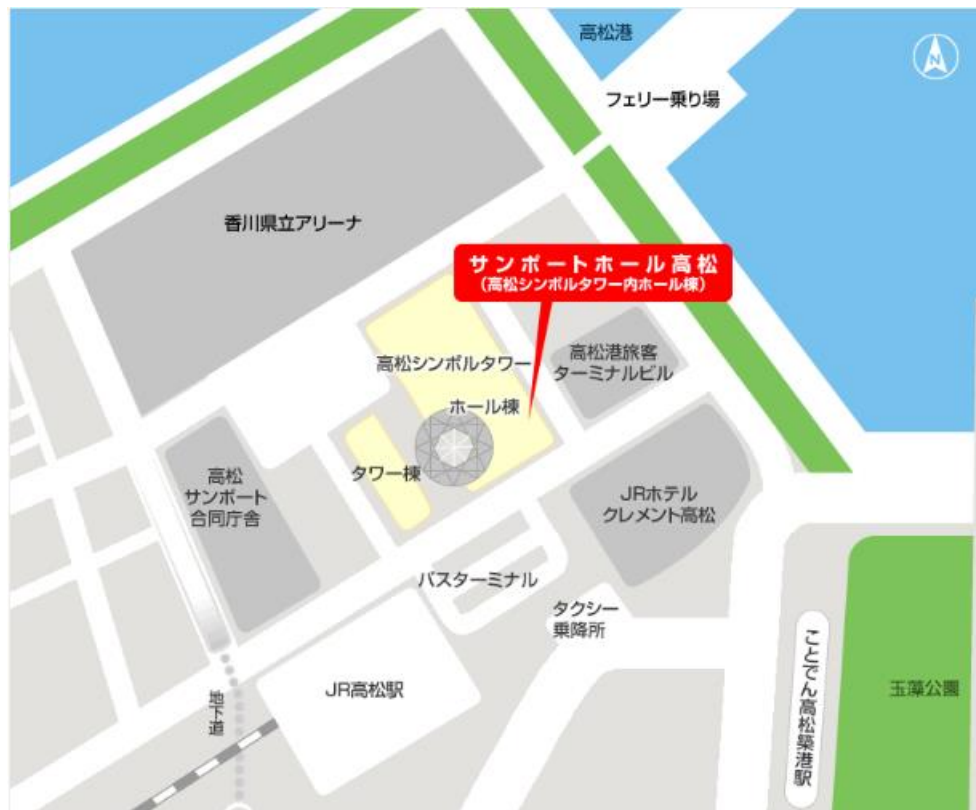 高松港
N
フェリー乗り場
香川県立アリーナ
サンポートホール高松
(高松シンボルタワー内ホール棟)
高松シンボルタワー
高松港旅客
ターミナルビル
ホール棟
タワー棟
高松
サンポート
合同庁舎
JRホテル
クレメント高松
バスターミナル
タクシー
乗降所
JR高松駅
地下道
ことでん高松築港駅
玉藻公園